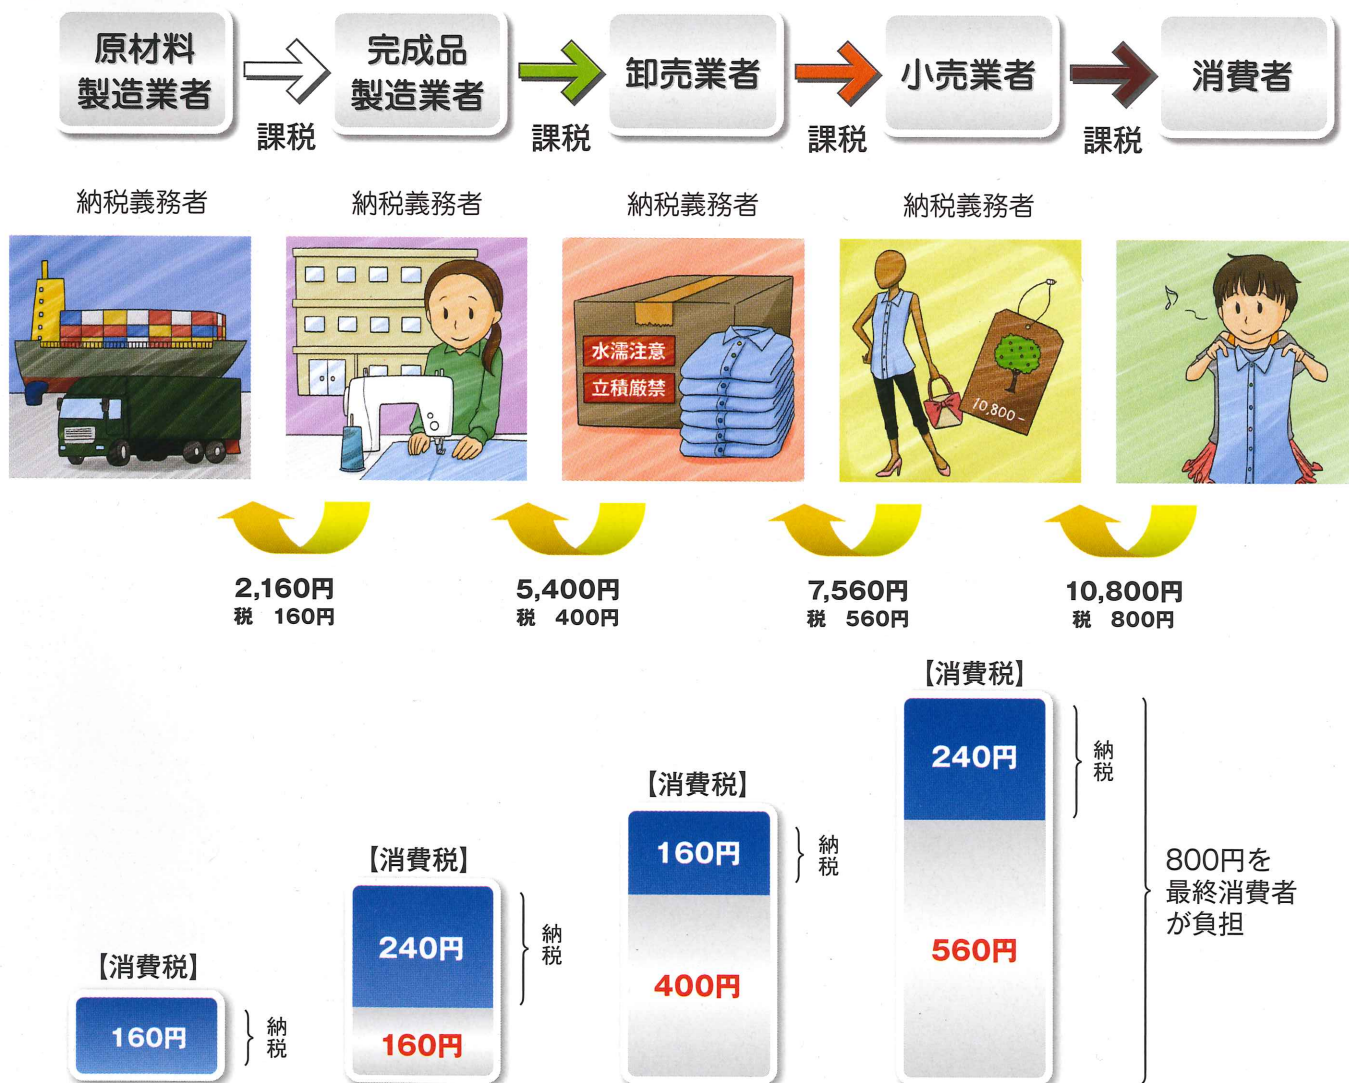 原材料
製造業者
完成品
製造業者
卸売業者
小売業者
消費者
課税
課税
課税
課税
納税義務者
納税義務者
納税義務者
納税義務者
水濡注意
立積厳禁
10,800-
2,160円
税 160円
5,400円
税 400円
7,560円
税 560円
10,800円
税 800円
【消費税】
160円
納税
【消費税】
240円
納税
160円
【消費税】
160円
納税
400円
【消費税】
240円
納税
560円
800円を
最終消費者
が負担